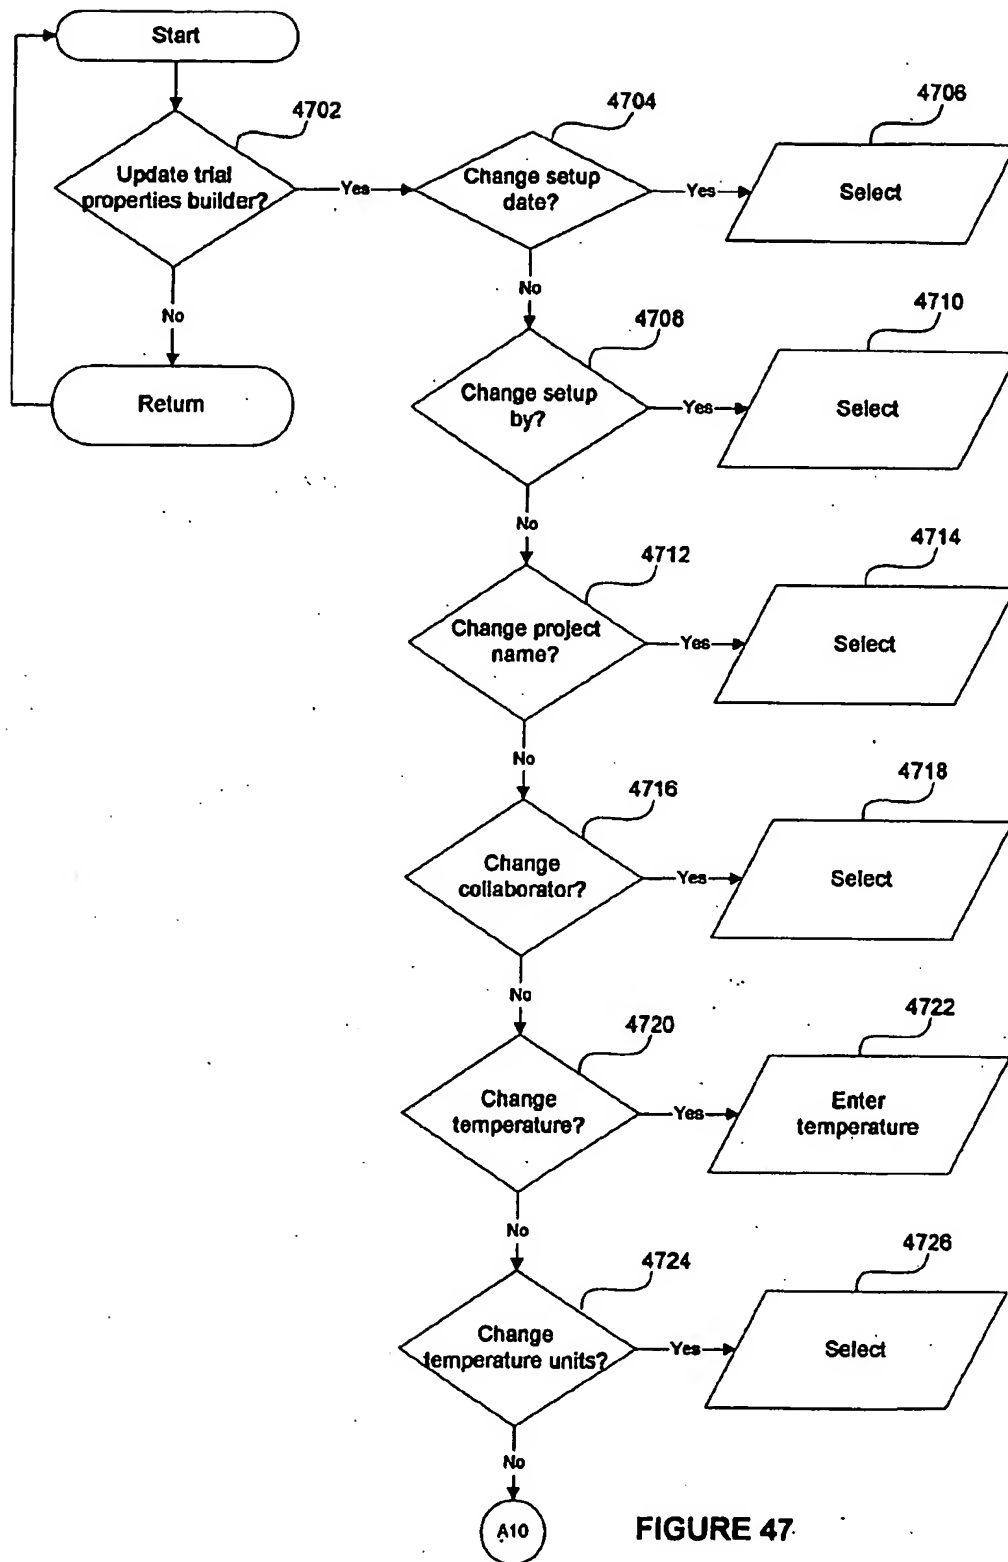 Start
4702
Update trial
properties builder?
Yes
4704
Change setup
date?
Yes
4706
Select
No
Return
No
4708
Change setup
by?
Yes
4710
Select
No
4712
Change project
name?
Yes
4714
Select
No
4716
Change
collaborator?
Yes
4718
Select
No
4720
Change
temperature?
Yes
4722
Enter
temperature
No
4724
Change
temperature units?
Yes
4726
Select
No
A10
FIGURE 47